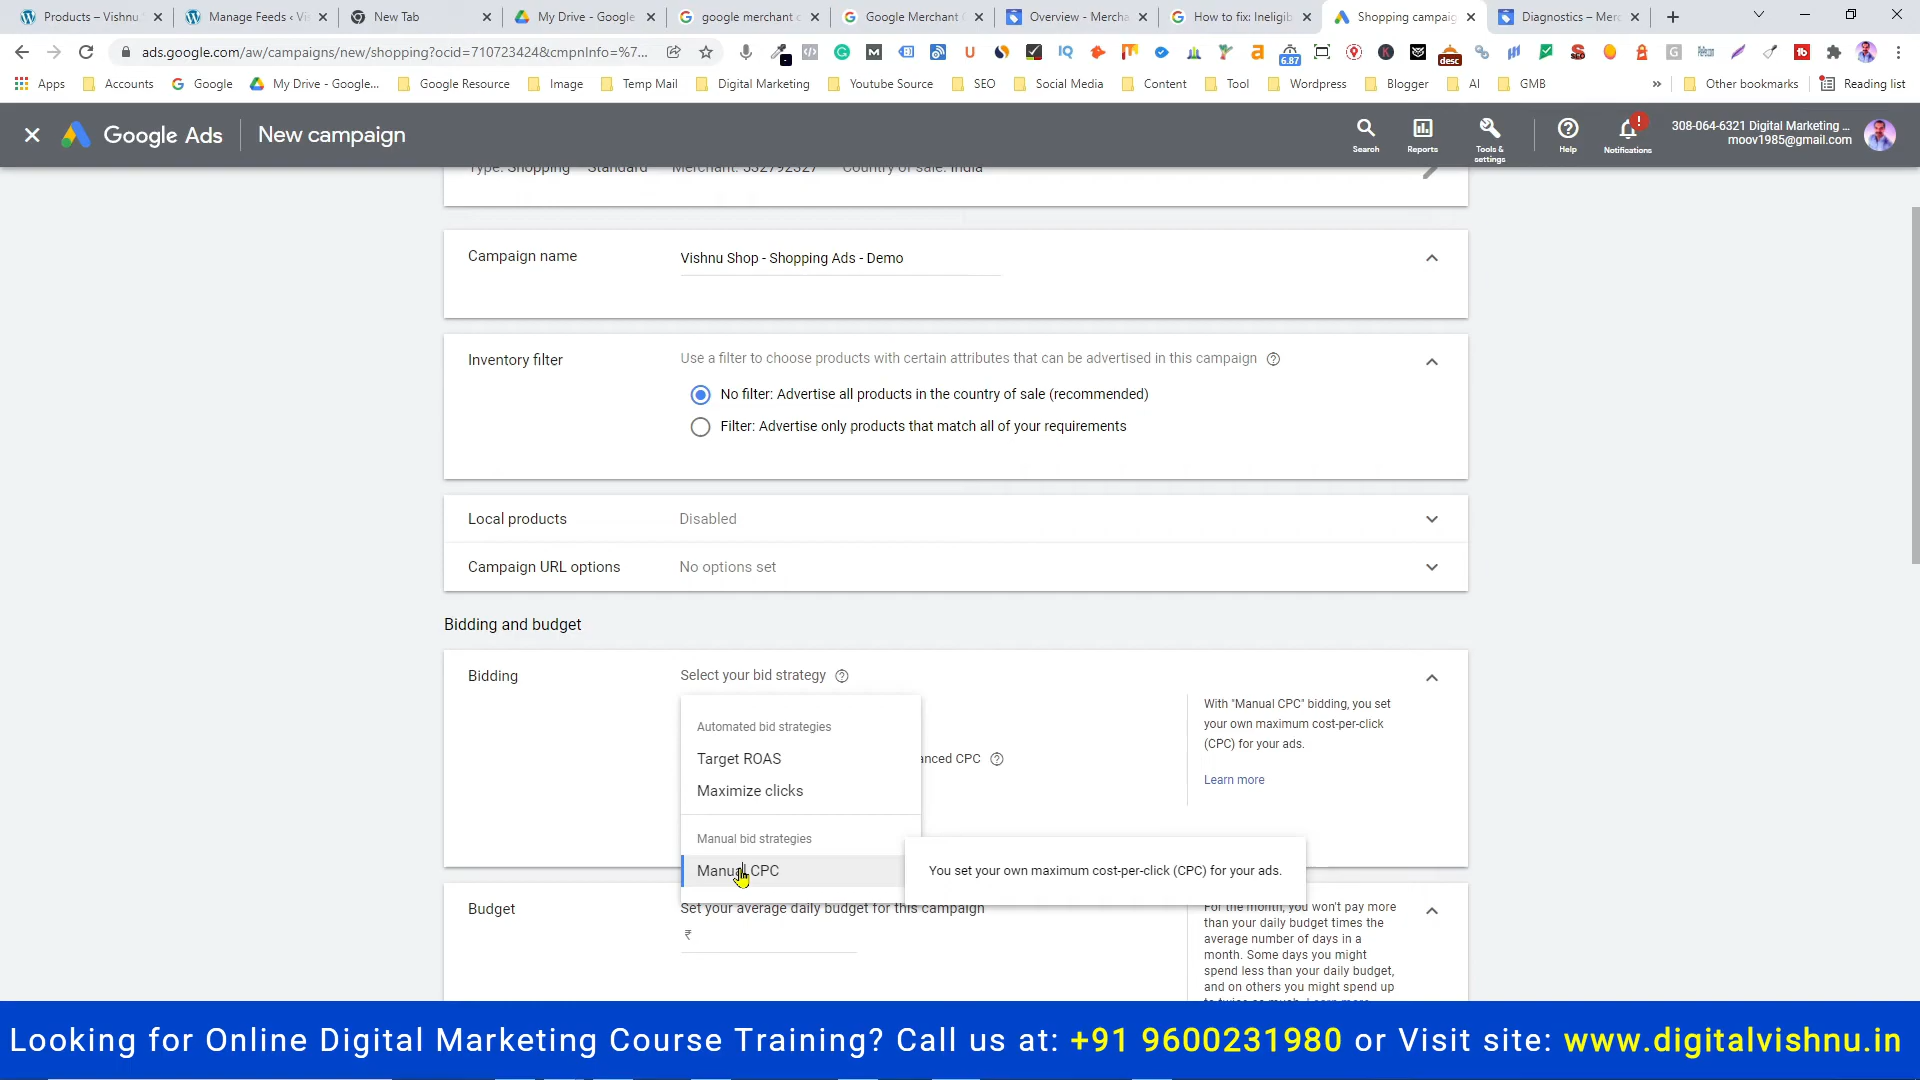 Products – Vishnu
Manage Feeds ‹ Vi
New Tab
My Drive - Google
google merchant c
Google Merchant
Overview - Mercha
How to fix: Ineligib
Shopping campaig
Diagnostics – Merc
ads.google.com/aw/campaigns/new/shopping?ocid=710723424&cmpnInfo=%7...
Apps
Accounts
Google
My Drive - Google...
Google Resource
Image
Temp Mail
Digital Marketing
Youtube Source
SEO
Social Media
Content
Tool
Wordpress
Blogger
AI
GMB
Other bookmarks
Reading list
6.87
desc
Google Ads
New campaign
Search
Reports
Tools & settings
Help
Notifications
308-064-6321 Digital Marketing ...
moov1985@gmail.com
Type: Shopping Standard Merchant: 532792327 Country of sale: India
Campaign name
Vishnu Shop - Shopping Ads - Demo
Inventory filter
Use a filter to choose products with certain attributes that can be advertised in this campaign
No filter: Advertise all products in the country of sale (recommended)
Filter: Advertise only products that match all of your requirements
Local products
Disabled
Campaign URL options
No options set
Bidding and budget
Bidding
Select your bid strategy
Automated bid strategies
Target ROAS
Maximize clicks
Manual bid strategies
Manual CPC
anced CPC
With "Manual CPC" bidding, you set
your own maximum cost-per-click
(CPC) for your ads.
Learn more
You set your own maximum cost-per-click (CPC) for your ads.
Budget
Set your average daily budget for this campaign
₹
For the month, you won't pay more
than your daily budget times the
average number of days in a
month. Some days you might
spend less than your daily budget,
and on others you might spend up
Looking for Online Digital Marketing Course Training? Call us at: +91 9600231980 or Visit site: www.digitalvishnu.in